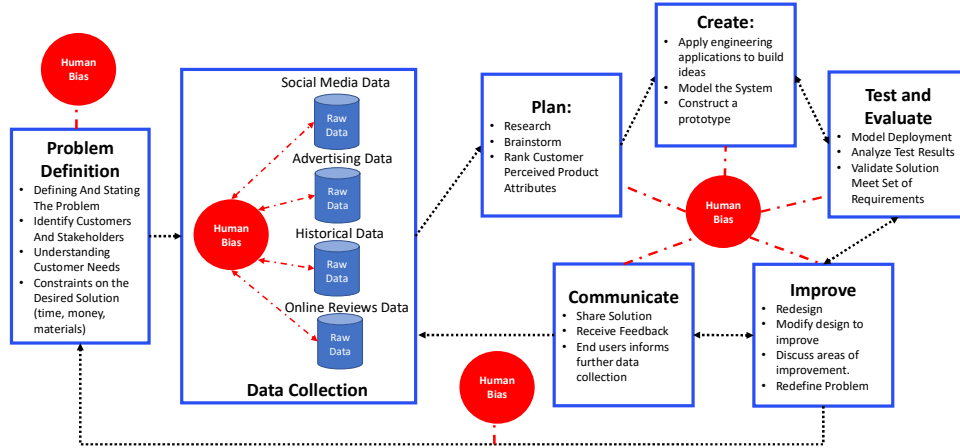 Human
Bias
Problem
Definition
• Defining And Stating
The Problem
• Identify Customers
And Stakeholders
• Understanding
Customer Needs
• Constraints on the
Desired Solution
(time, money,
materials)
Social Media Data
Raw
Data
Advertising Data
Raw
Data
Human
Bias
Historical Data
Raw
Data
Online Reviews Data
Raw
Data
Data Collection
Plan:
• Research
• Brainstorm
• Rank Customer
Perceived Product
Attributes
Create:
• Apply engineering
applications to build
ideas
• Model the System
• Construct a
prototype
Test and
Evaluate
• Model Deployment
• Analyze Test Results
• Validate Solution
Meet Set of
Requirements
Human
Bias
Communicate
• Share Solution
• Receive Feedback
• End users informs
further data
collection
Improve
• Redesign
• Modify design to
improve
• Discuss areas of
improvement.
• Redefine Problem
Human
Bias